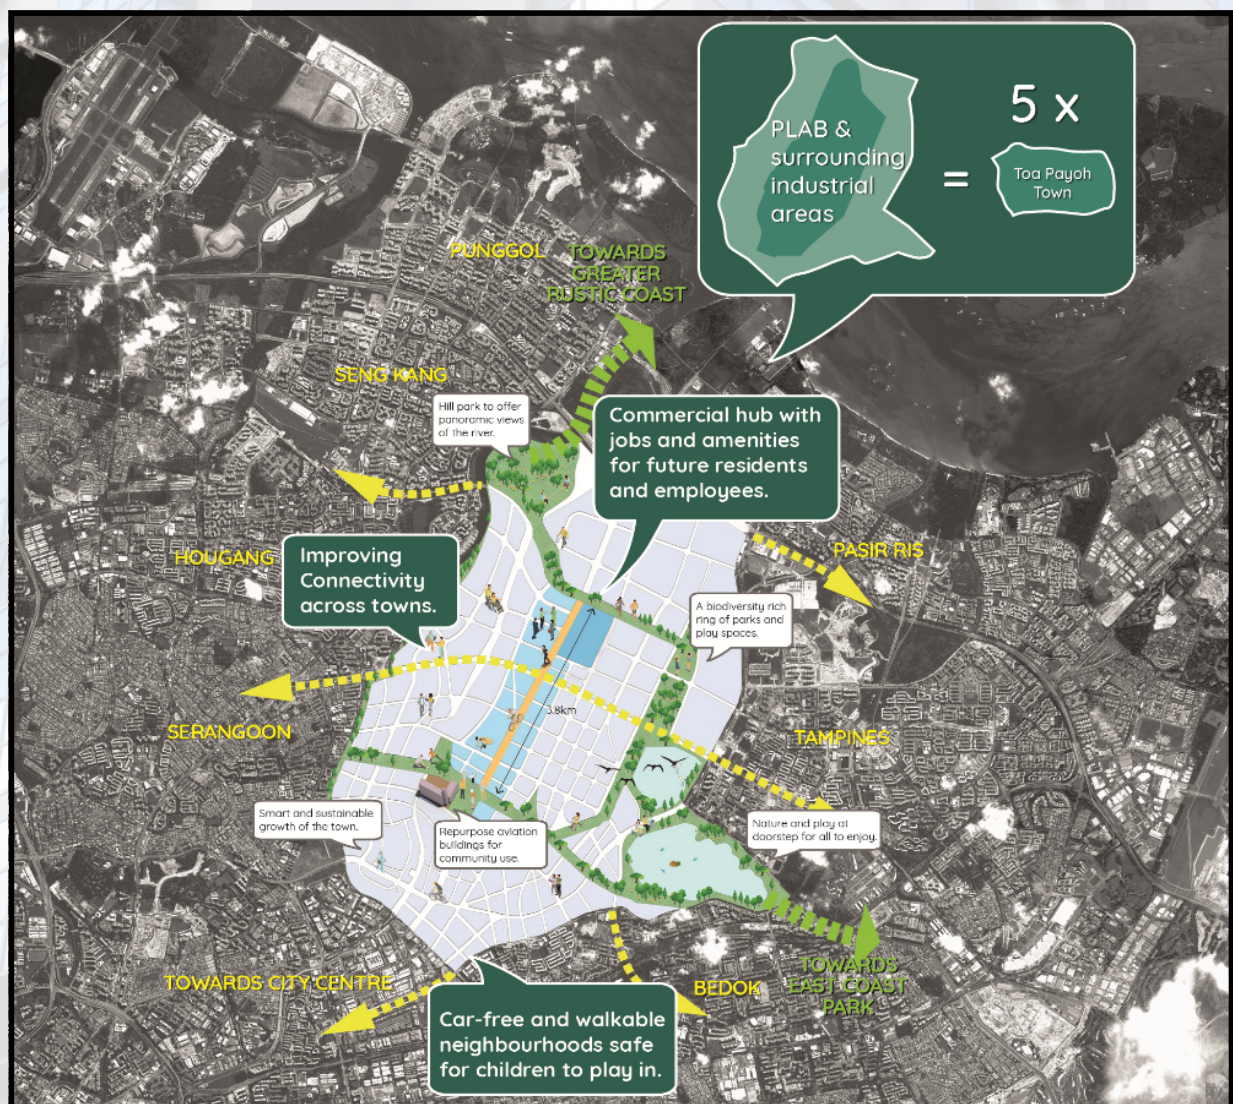 PLAB &
surrounding
industrial
areas
=
5 x
Toa Payoh
Town
PUNGGOL
TOWARDS
GREATER
RUSTIC COAST
SENG KANG
Hill park to offer
panoramic views
of the river.
Commercial hub with
jobs and amenities
for future residents
and employees.
HOUGANG
Improving
Connectivity
across towns.
PASIR RIS
A biodiversity rich
ring of parks and
play spaces.
3.8km
SERANGOON
TAMPINES
Smart and sustainable
growth of the town.
Repurpose aviation
buildings for
community use.
Nature and play at
doorstep for all to enjoy.
TOWARDS CITY CENTRE
BEDOK
TOWARDS
EAST COAST
PARK
Car-free and walkable
neighbourhoods safe
for children to play in.